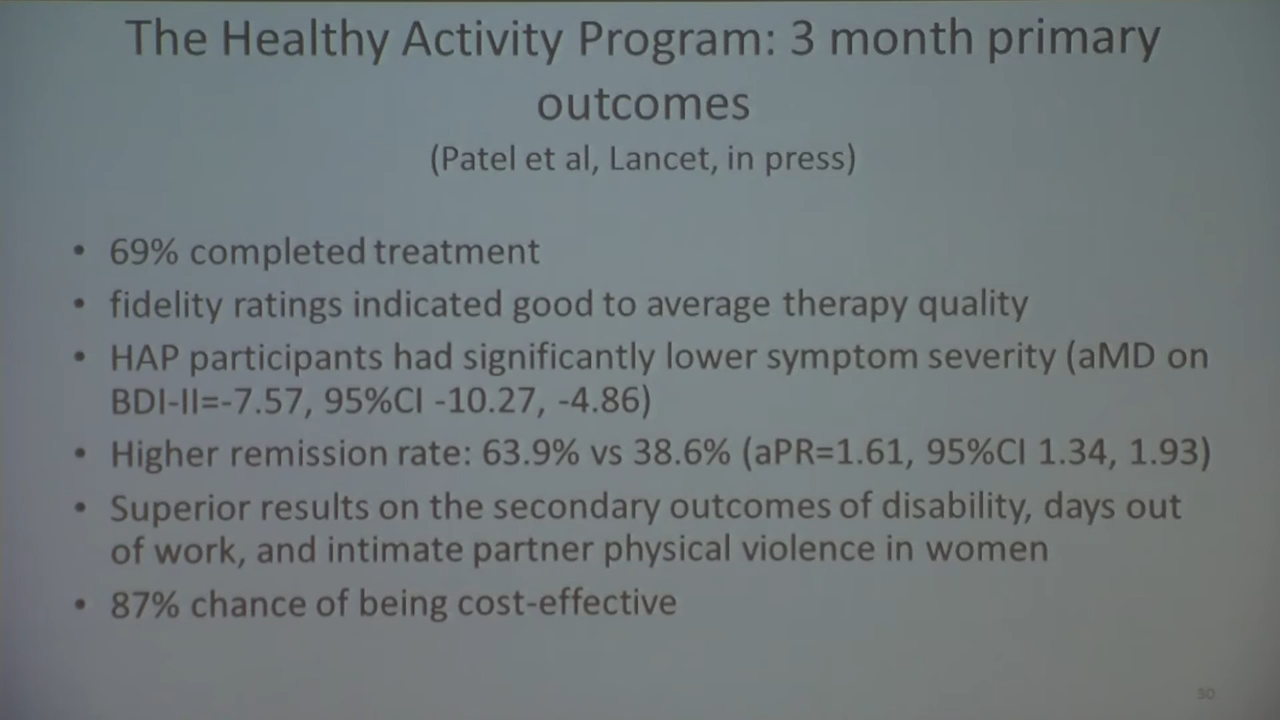 The Healthy Activity Program: 3 month primary
outcomes
(Patel et al, Lancet, in press)
• 69% completed treatment
• fidelity ratings indicated good to average therapy quality
• HAP participants had significantly lower symptom severity (aMD on
BDI-II=-7.57, 95%CI -10.27, -4.86)
• Higher remission rate: 63.9% vs 38.6% (aPR=1.61, 95%CI 1.34, 1.93)
• Superior results on the secondary outcomes of disability, days out
of work, and intimate partner physical violence in women
• 87% chance of being cost-effective
30